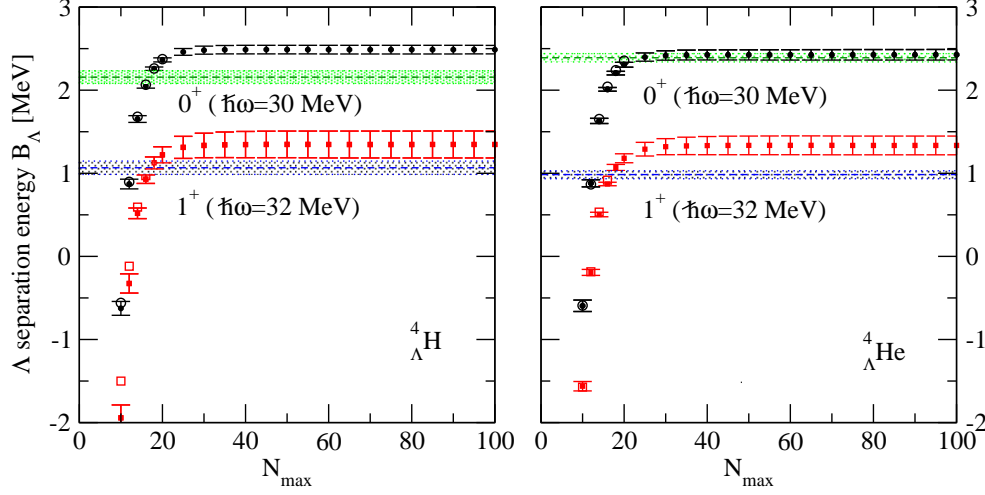 Λ separation energy B_Λ [MeV]
3
2
1
0
-1
-2
0⁺ (ℏω=30 MeV)
1⁺ (ℏω=32 MeV)
⁴_ΛH
0 20 40 60 80 100
N_max
0⁺ (ℏω=30 MeV)
1⁺ (ℏω=32 MeV)
⁴_ΛHe
3
2
1
0
-1
-2
0 20 40 60 80 100
N_max